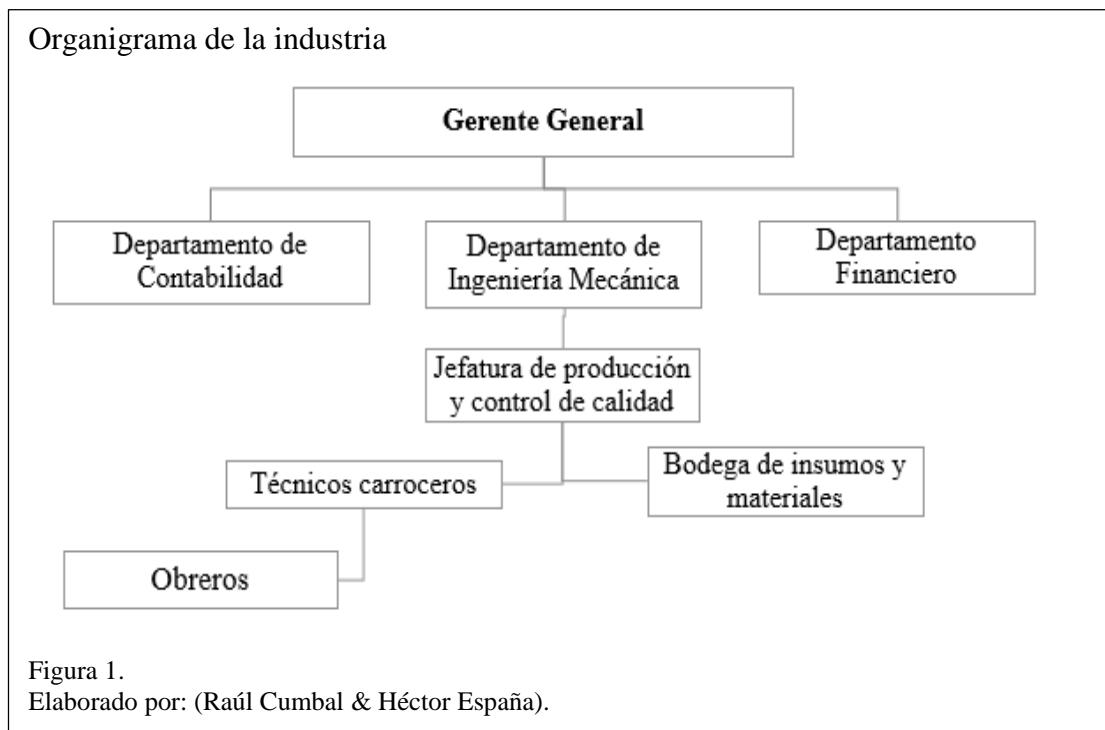 Organigrama de la industria
Gerente General
Departamento de
Contabilidad
Departamento de
Ingeniería Mecánica
Departamento
Financiero
Jefatura de producción
y control de calidad
Técnicos carroceros
Bodega de insumos y
materiales
Obreros
Figura 1.
Elaborado por: (Raúl Cumbal & Héctor España).